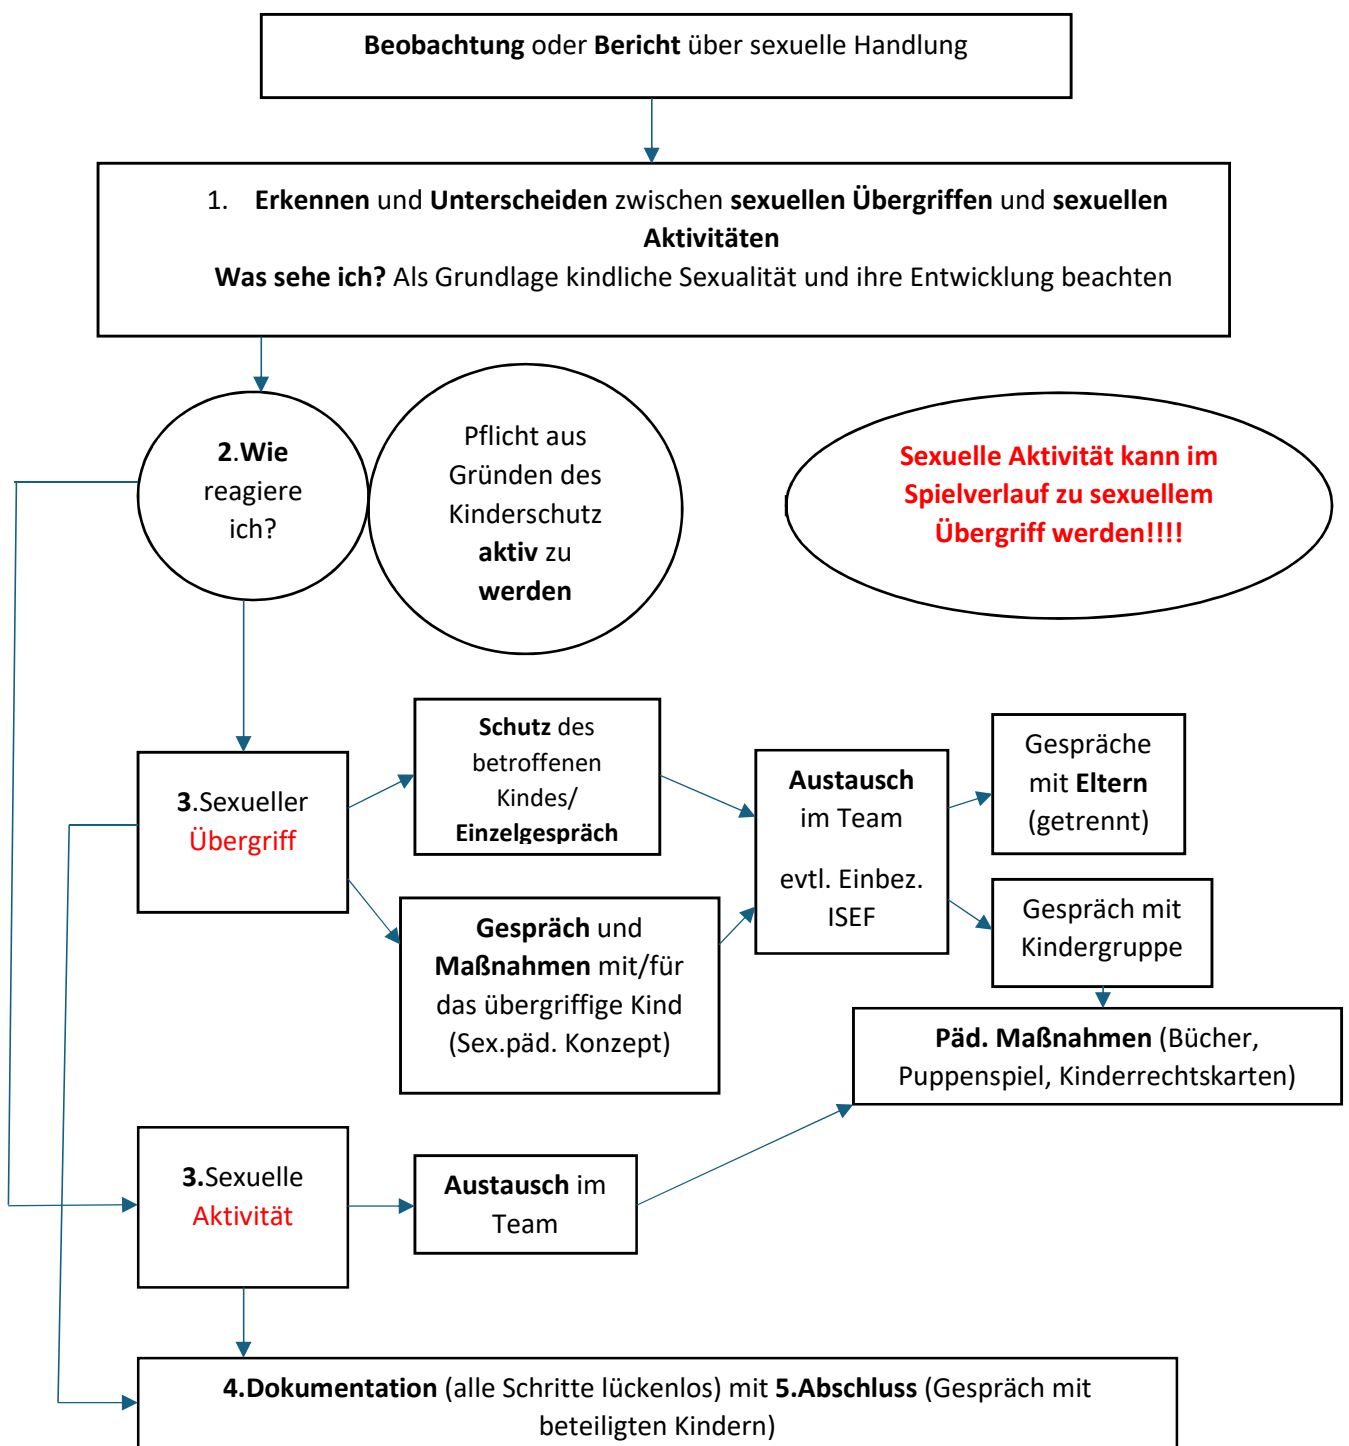 Beobachtung oder Bericht über sexuelle Handlung
1. Erkennen und Unterscheiden zwischen sexuellen Übergriffen und sexuellen
Aktivitäten
Was sehe ich? Als Grundlage kindliche Sexualität und ihre Entwicklung beachten
2.Wie
reagiere
ich?
Pflicht aus
Gründen des
Kinderschutz
aktiv zu
werden
Sexuelle Aktivität kann im
Spielverlauf zu sexuellem
Übergriff werden!!!!
3.Sexueller
Übergriff
Schutz des
betroffenen
Kindes/
Einzelgespräch
Gespräch und
Maßnahmen mit/für
das übergriffige Kind
(Sex.päd. Konzept)
Austausch
im Team
evtl. Einbez.
ISEF
Gespräche
mit Eltern
(getrennt)
Gespräch mit
Kindergruppe
Päd. Maßnahmen (Bücher,
Puppenspiel, Kinderrechtskarten)
3.Sexuelle
Aktivität
Austausch im
Team
4.Dokumentation (alle Schritte lückenlos) mit 5.Abschluss (Gespräch mit
beteiligten Kindern)